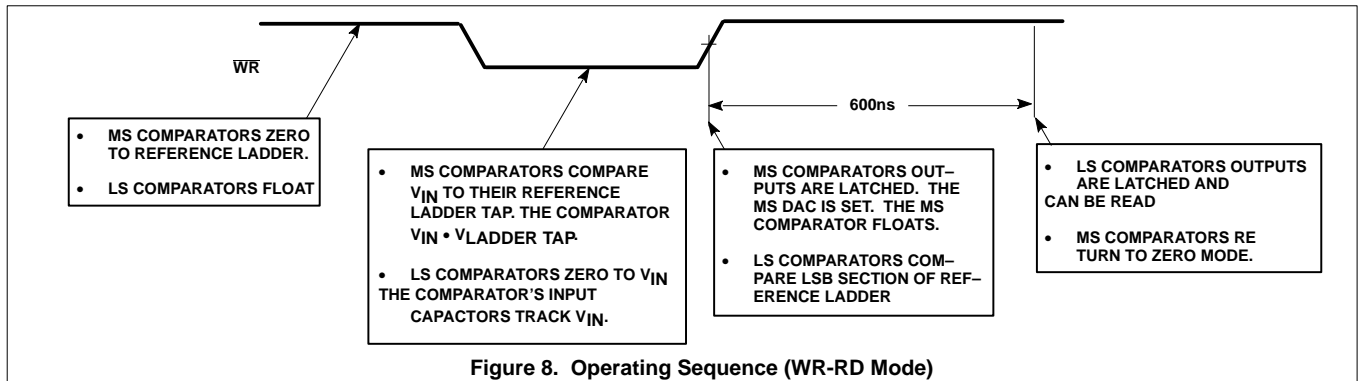 WR
600ns
• MS COMPARATORS ZERO
TO REFERENCE LADDER.
• LS COMPARATORS FLOAT
• MS COMPARATORS COMPARE
VIN TO THEIR REFERENCE
LADDER TAP. THE COMPARATOR
VIN • VLADDER TAP.
• LS COMPARATORS ZERO TO VIN
THE COMPARATOR'S INPUT
CAPACTORS TRACK VIN.
• MS COMPARATORS OUT–
PUTS ARE LATCHED. THE
MS DAC IS SET. THE MS
COMPARATOR FLOATS.
• LS COMPARATORS COM–
PARE LSB SECTION OF REF–
ERENCE LADDER
• LS COMPARATORS OUTPUTS
ARE LATCHED AND
CAN BE READ
• MS COMPARATORS RE
TURN TO ZERO MODE.
Figure 8. Operating Sequence (WR-RD Mode)